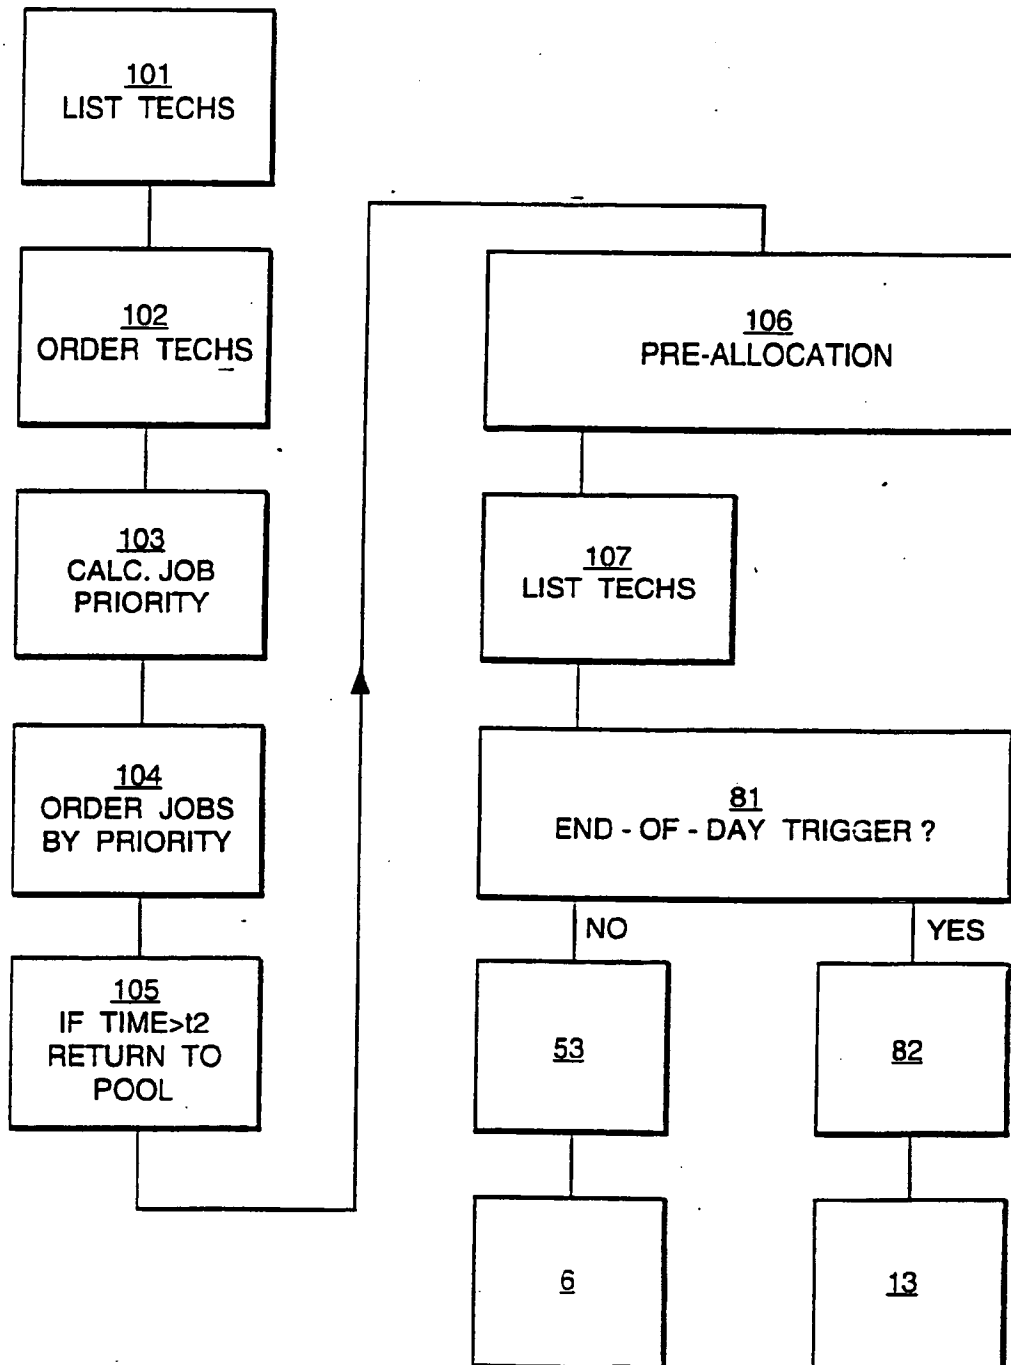 101
LIST TECHS
102
ORDER TECHS
103
CALC. JOB
PRIORITY
104
ORDER JOBS
BY PRIORITY
105
IF TIME>t2
RETURN TO
POOL
106
PRE-ALLOCATION
107
LIST TECHS
81
END - OF - DAY TRIGGER ?
NO
YES
53
82
6
13